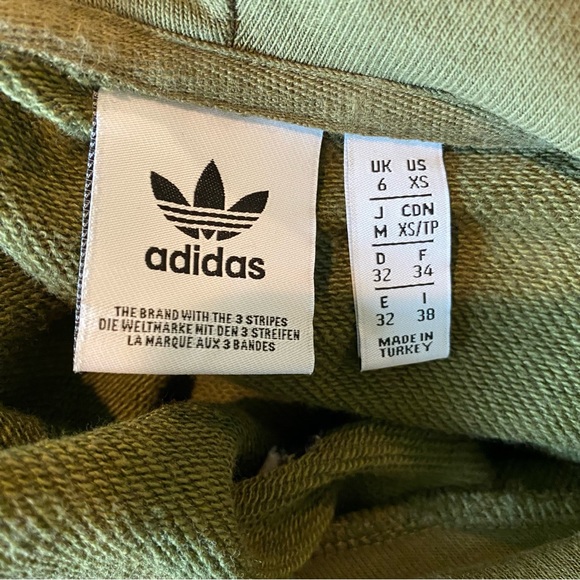 adidas
THE BRAND WITH THE 3 STRIPES
DIE WELTMARKE MIT DEN 3 STREIFEN
LA MARQUE AUX 3 BANDES
UK US
6 XS
J CDN
M XS/TP
D F
32 34
E I
32 38
MADE IN
TURKEY